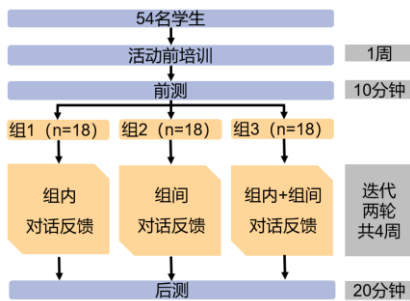 54名学生
活动前培训
1周
前测
10分钟
组1（n=18）
组2（n=18）
组3（n=18）
组内
对话反馈
组间
对话反馈
组内+组间
对话反馈
迭代
两轮
共4周
后测
20分钟